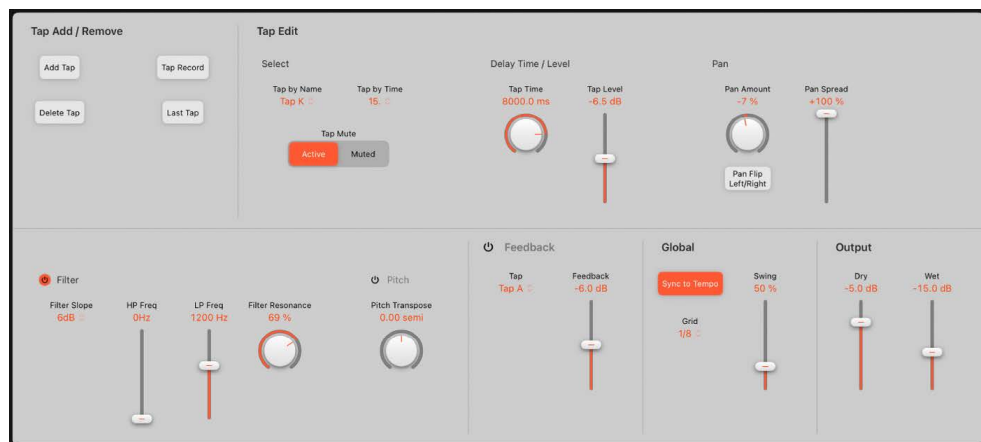 Tap Add / Remove
Tap Edit
Select
Delay Time / Level
Pan
Add Tap
Tap Record
Tap by Name
Tap by Time
Tap Time
Tap Level
Pan Amount
Pan Spread
Tap K
15.
8000.0 ms
-6.5 dB
-7 %
+100 %
Delete Tap
Last Tap
Tap Mute
Active
Muted
Pan Flip
Left/Right
Feedback
Global
Output
Filter
Pitch
Tap
Feedback
Sync to Tempo
Swing
Dry
Wet
Tap A
-6.0 dB
50 %
-5.0 dB
-15.0 dB
Filter Slope
HP Freq
LP Freq
Filter Resonance
Pitch Transpose
6dB
0Hz
1200 Hz
69 %
0.00 semi
Grid
1/8